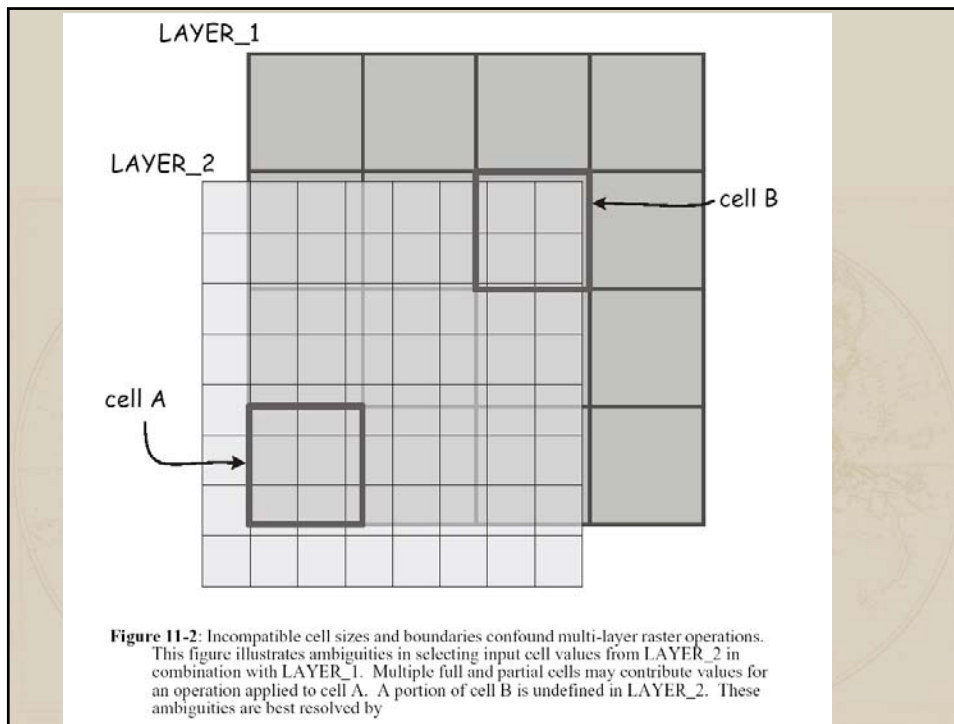 LAYER_1
LAYER_2
cell B
cell A
Figure 11-2: Incompatible cell sizes and boundaries confound multi-layer raster operations.
This figure illustrates ambiguities in selecting input cell values from LAYER_2 in
combination with LAYER_1. Multiple full and partial cells may contribute values for
an operation applied to cell A. A portion of cell B is undefined in LAYER_2. These
ambiguities are best resolved by